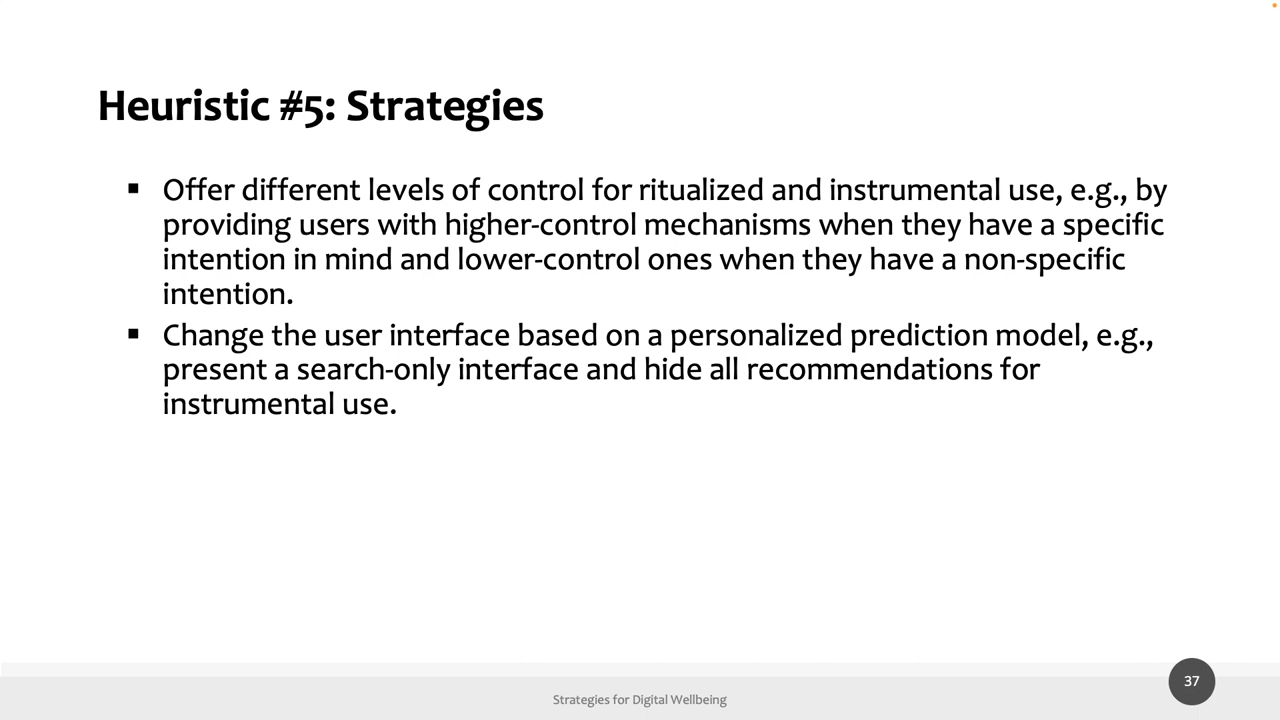 Heuristic #5: Strategies
▪ Offer different levels of control for ritualized and instrumental use, e.g., by
providing users with higher-control mechanisms when they have a specific
intention in mind and lower-control ones when they have a non-specific
intention.
▪ Change the user interface based on a personalized prediction model, e.g.,
present a search-only interface and hide all recommendations for
instrumental use.
Strategies for Digital Wellbeing
37